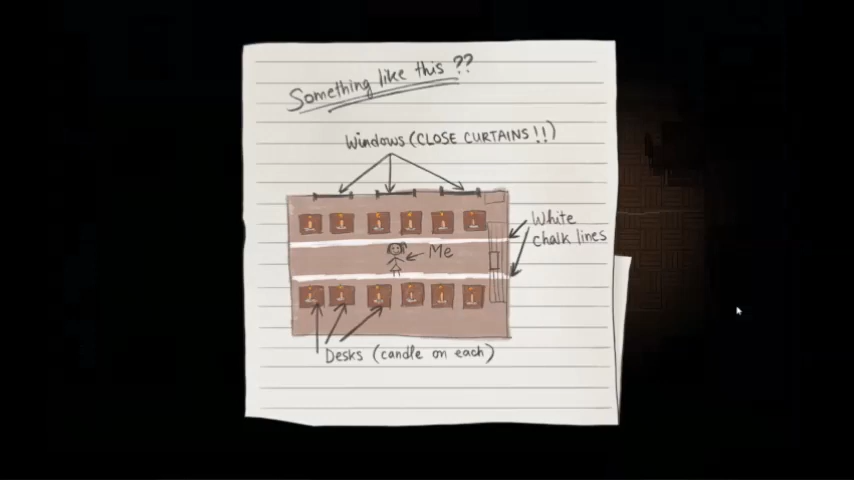 Something like this ??
Windows (CLOSE CURTAINS !!)
White
chalk lines
Me
Desks (candle on each)